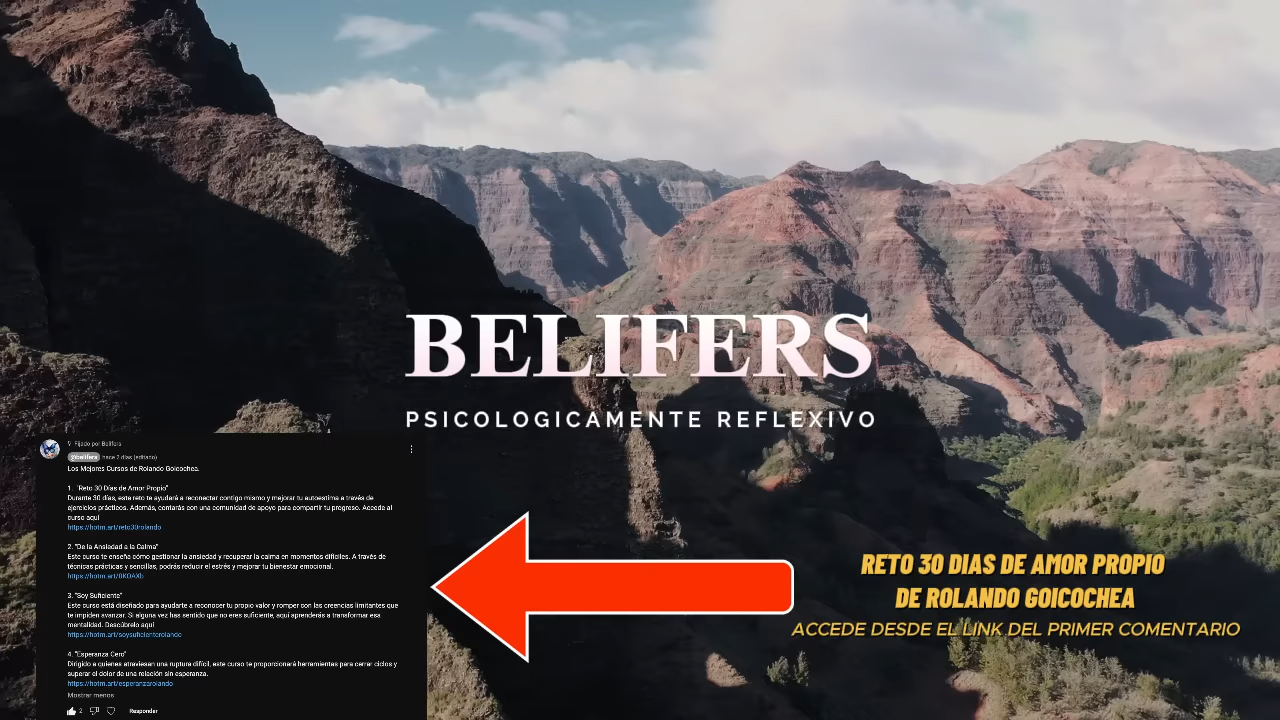 BELIFERS
PSICOLOGICAMENTE REFLEXIVO
Fijado por Belifers
@belifers hace 2 días (editado)
Los Mejores Cursos de Rolando Goicochea.
1. "Reto 30 Días de Amor Propio"
Durante 30 días, este reto te ayudará a reconectar contigo mismo y mejorar tu autoestima a través de
ejercicios prácticos. Además, contarás con una comunidad de apoyo para compartir tu progreso. Accede al
curso aquí
https://hotm.art/reto30rolando
2. "De la Ansiedad a la Calma"
Este curso te enseña cómo gestionar la ansiedad y recuperar la calma en momentos difíciles. A través de
técnicas prácticas y sencillas, podrás reducir el estrés y mejorar tu bienestar emocional.
https://hotm.art/0KOAXb
3. "Soy Suficiente"
Este curso está diseñado para ayudarte a reconocer tu propio valor y romper con las creencias limitantes que
te impiden avanzar. Si alguna vez has sentido que no eres suficiente, aquí aprenderás a transformar esa
mentalidad. Descúbrelo aquí
https://hotm.art/soysuficienterolando
4. "Esperanza Cero"
Dirigido a quienes atraviesan una ruptura difícil, este curso te proporcionará herramientas para cerrar ciclos y
superar el dolor de una relación sin esperanza.
https://hotm.art/esperanzarolando
Mostrar menos
2 Responder
RETO 30 DIAS DE AMOR PROPIO
DE ROLANDO GOICOCHEA
ACCEDE DESDE EL LINK DEL PRIMER COMENTARIO